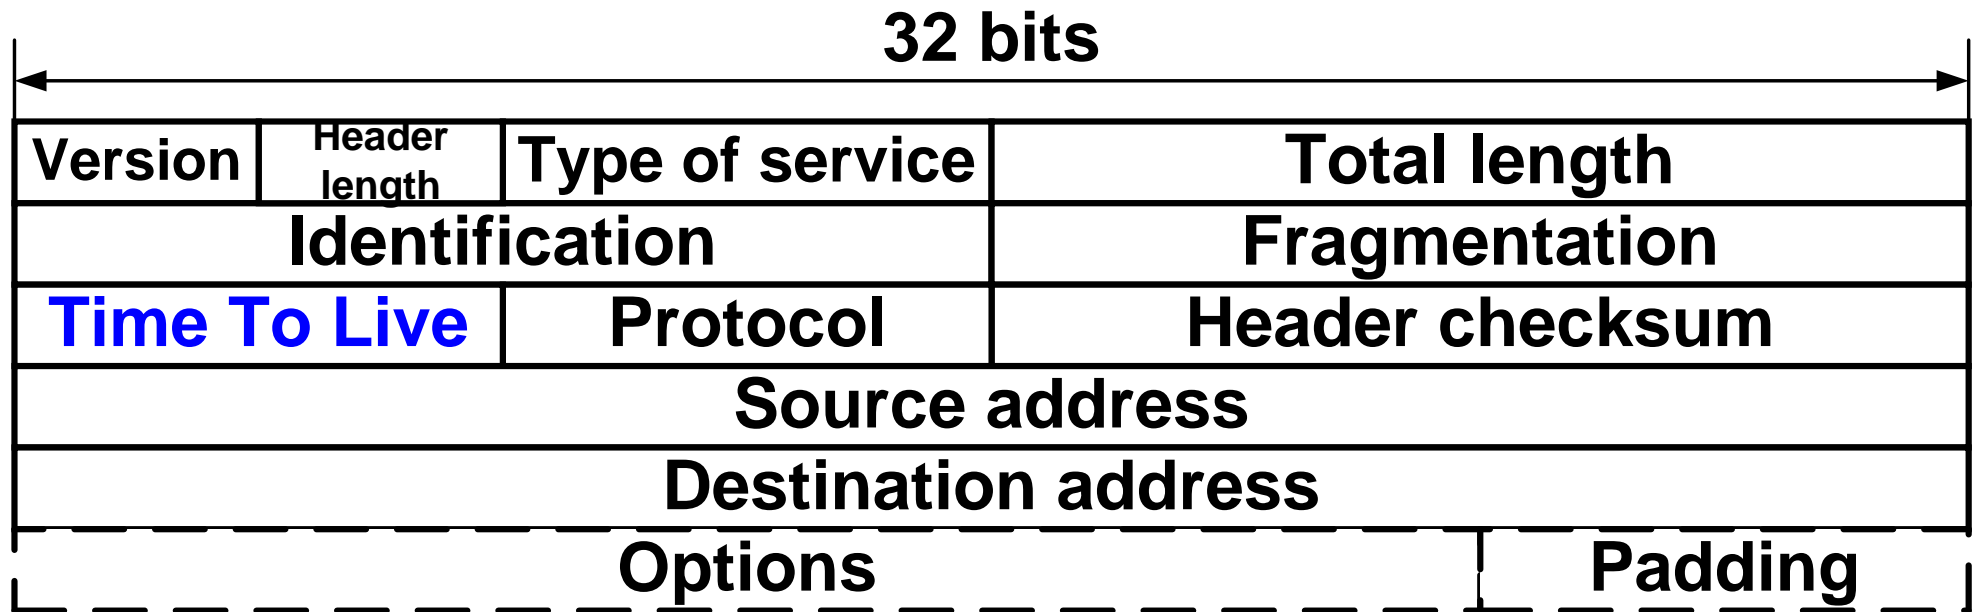 32 bits
Version
Header
length
Type of service
Total length
Identification
Fragmentation
Time To Live
Protocol
Header checksum
Source address
Destination address
Options
Padding